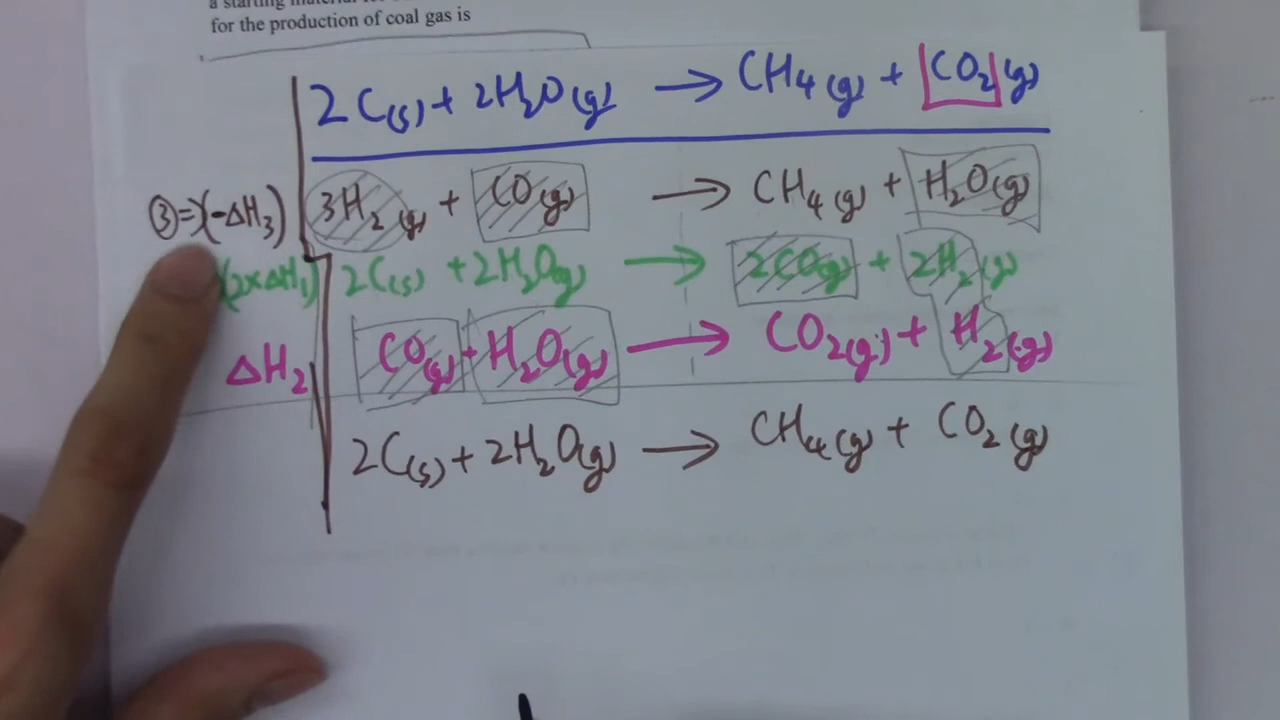 for the production of coal gas is
2C(s) + 2H₂O(g) → CH₄(g) + CO₂(g)
③⇒(-ΔH₃) 3H₂(g) + CO(g) → CH₄(g) + H₂O(g)
(2×ΔH₁) 2C(s) + 2H₂O(g) → 2CO(g) + 2H₂(g)
ΔH₂ CO(g) + H₂O(g) → CO₂(g) + H₂(g)
2C(s) + 2H₂O(g) → CH₄(g) + CO₂(g)